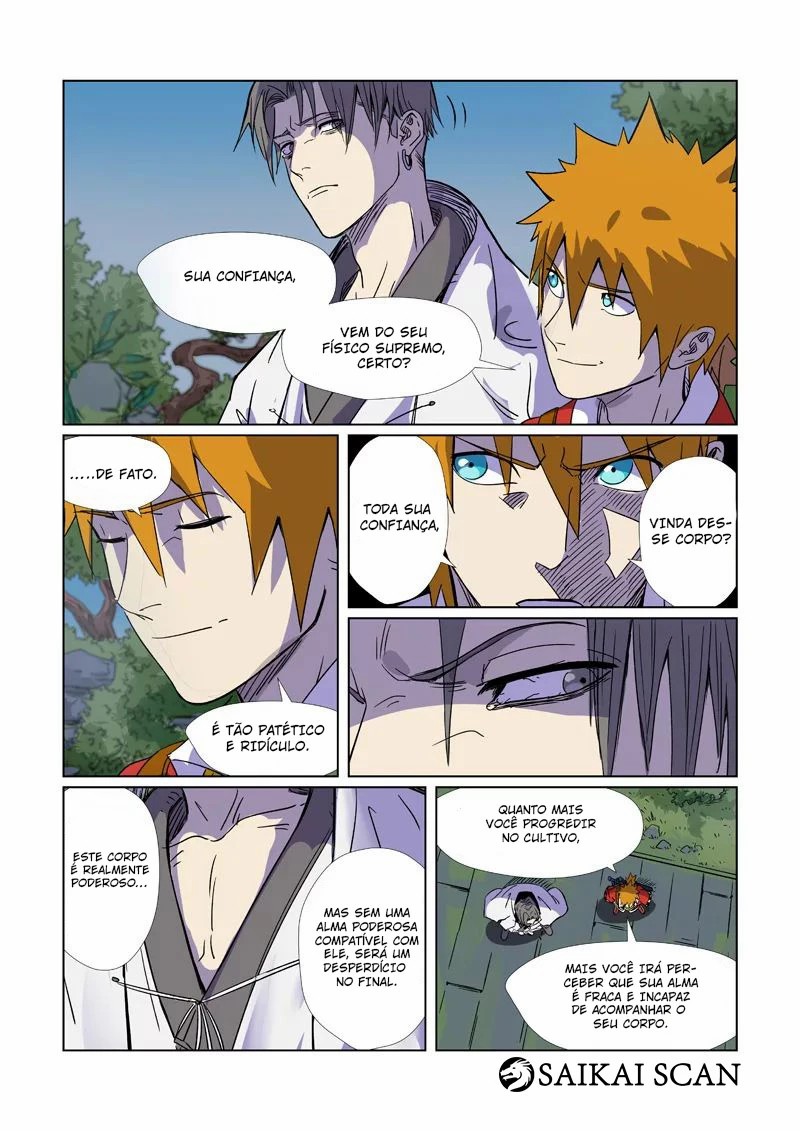 SUA CONFIANÇA,
VEM DO SEU
FÍSICO SUPREMO,
CERTO?
.....DE FATO.
É TÃO PATÉTICO
E RIDÍCULO.
TODA SUA
CONFIANÇA,
VINDA DES-
SE CORPO?
ESTE CORPO
É REALMENTE
PODEROSO...
MAS SEM UMA
ALMA PODEROSA
COMPATÍVEL COM
ELE, SERÁ UM
DESPERDÍCIO
NO FINAL.
QUANTO MAIS
VOCÊ PROGREDIR
NO CULTIVO,
MAIS VOCÊ IRÁ PER-
CEBER QUE SUA ALMA
É FRACA E INCAPAZ
DE ACOMPANHAR O
SEU CORPO.
SAIKAI SCAN